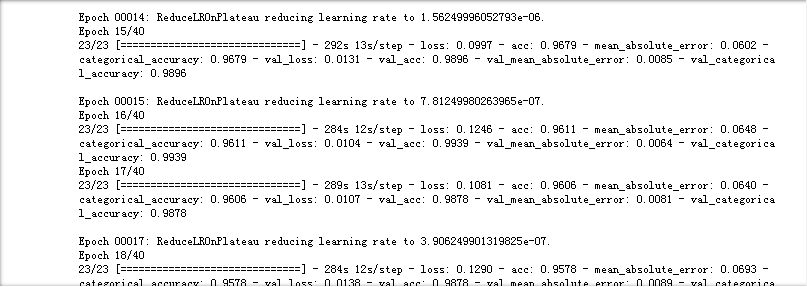 Epoch 00014: ReduceLROnPlateau reducing learning rate to 1.56249996052793e-06.
Epoch 15/40
23/23 [==============================] - 292s 13s/step - loss: 0.0997 - acc: 0.9679 - mean_absolute_error: 0.0602 -
categorical_accuracy: 0.9679 - val_loss: 0.0131 - val_acc: 0.9896 - val_mean_absolute_error: 0.0085 - val_categorica
l_accuracy: 0.9896
Epoch 00015: ReduceLROnPlateau reducing learning rate to 7.81249980263965e-07.
Epoch 16/40
23/23 [==============================] - 284s 12s/step - loss: 0.1246 - acc: 0.9611 - mean_absolute_error: 0.0648 -
categorical_accuracy: 0.9611 - val_loss: 0.0104 - val_acc: 0.9939 - val_mean_absolute_error: 0.0064 - val_categorica
l_accuracy: 0.9939
Epoch 17/40
23/23 [==============================] - 289s 13s/step - loss: 0.1081 - acc: 0.9606 - mean_absolute_error: 0.0640 -
categorical_accuracy: 0.9606 - val_loss: 0.0107 - val_acc: 0.9878 - val_mean_absolute_error: 0.0081 - val_categorica
l_accuracy: 0.9878
Epoch 00017: ReduceLROnPlateau reducing learning rate to 3.906249901319825e-07.
Epoch 18/40
23/23 [==============================] - 284s 12s/step - loss: 0.1290 - acc: 0.9578 - mean_absolute_error: 0.0693 -
categorical_accuracy: 0.9578 - val_loss: 0.0138 - val_acc: 0.9878 - val_mean_absolute_error: 0.0089 - val_categorica